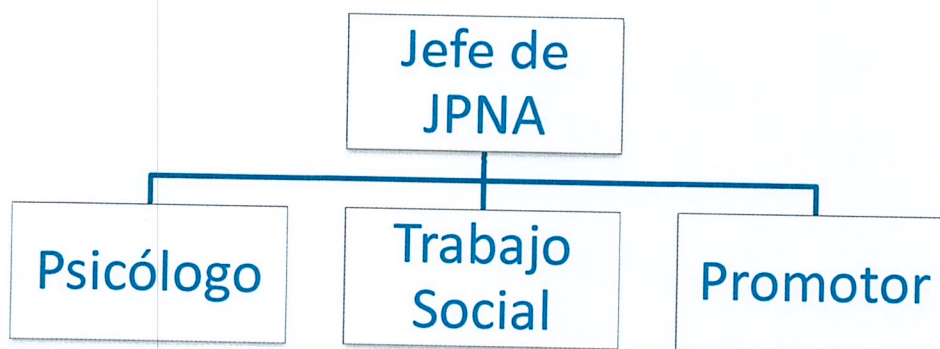 Jefe de
JPNA
Psicólogo
Trabajo
Social
Promotor